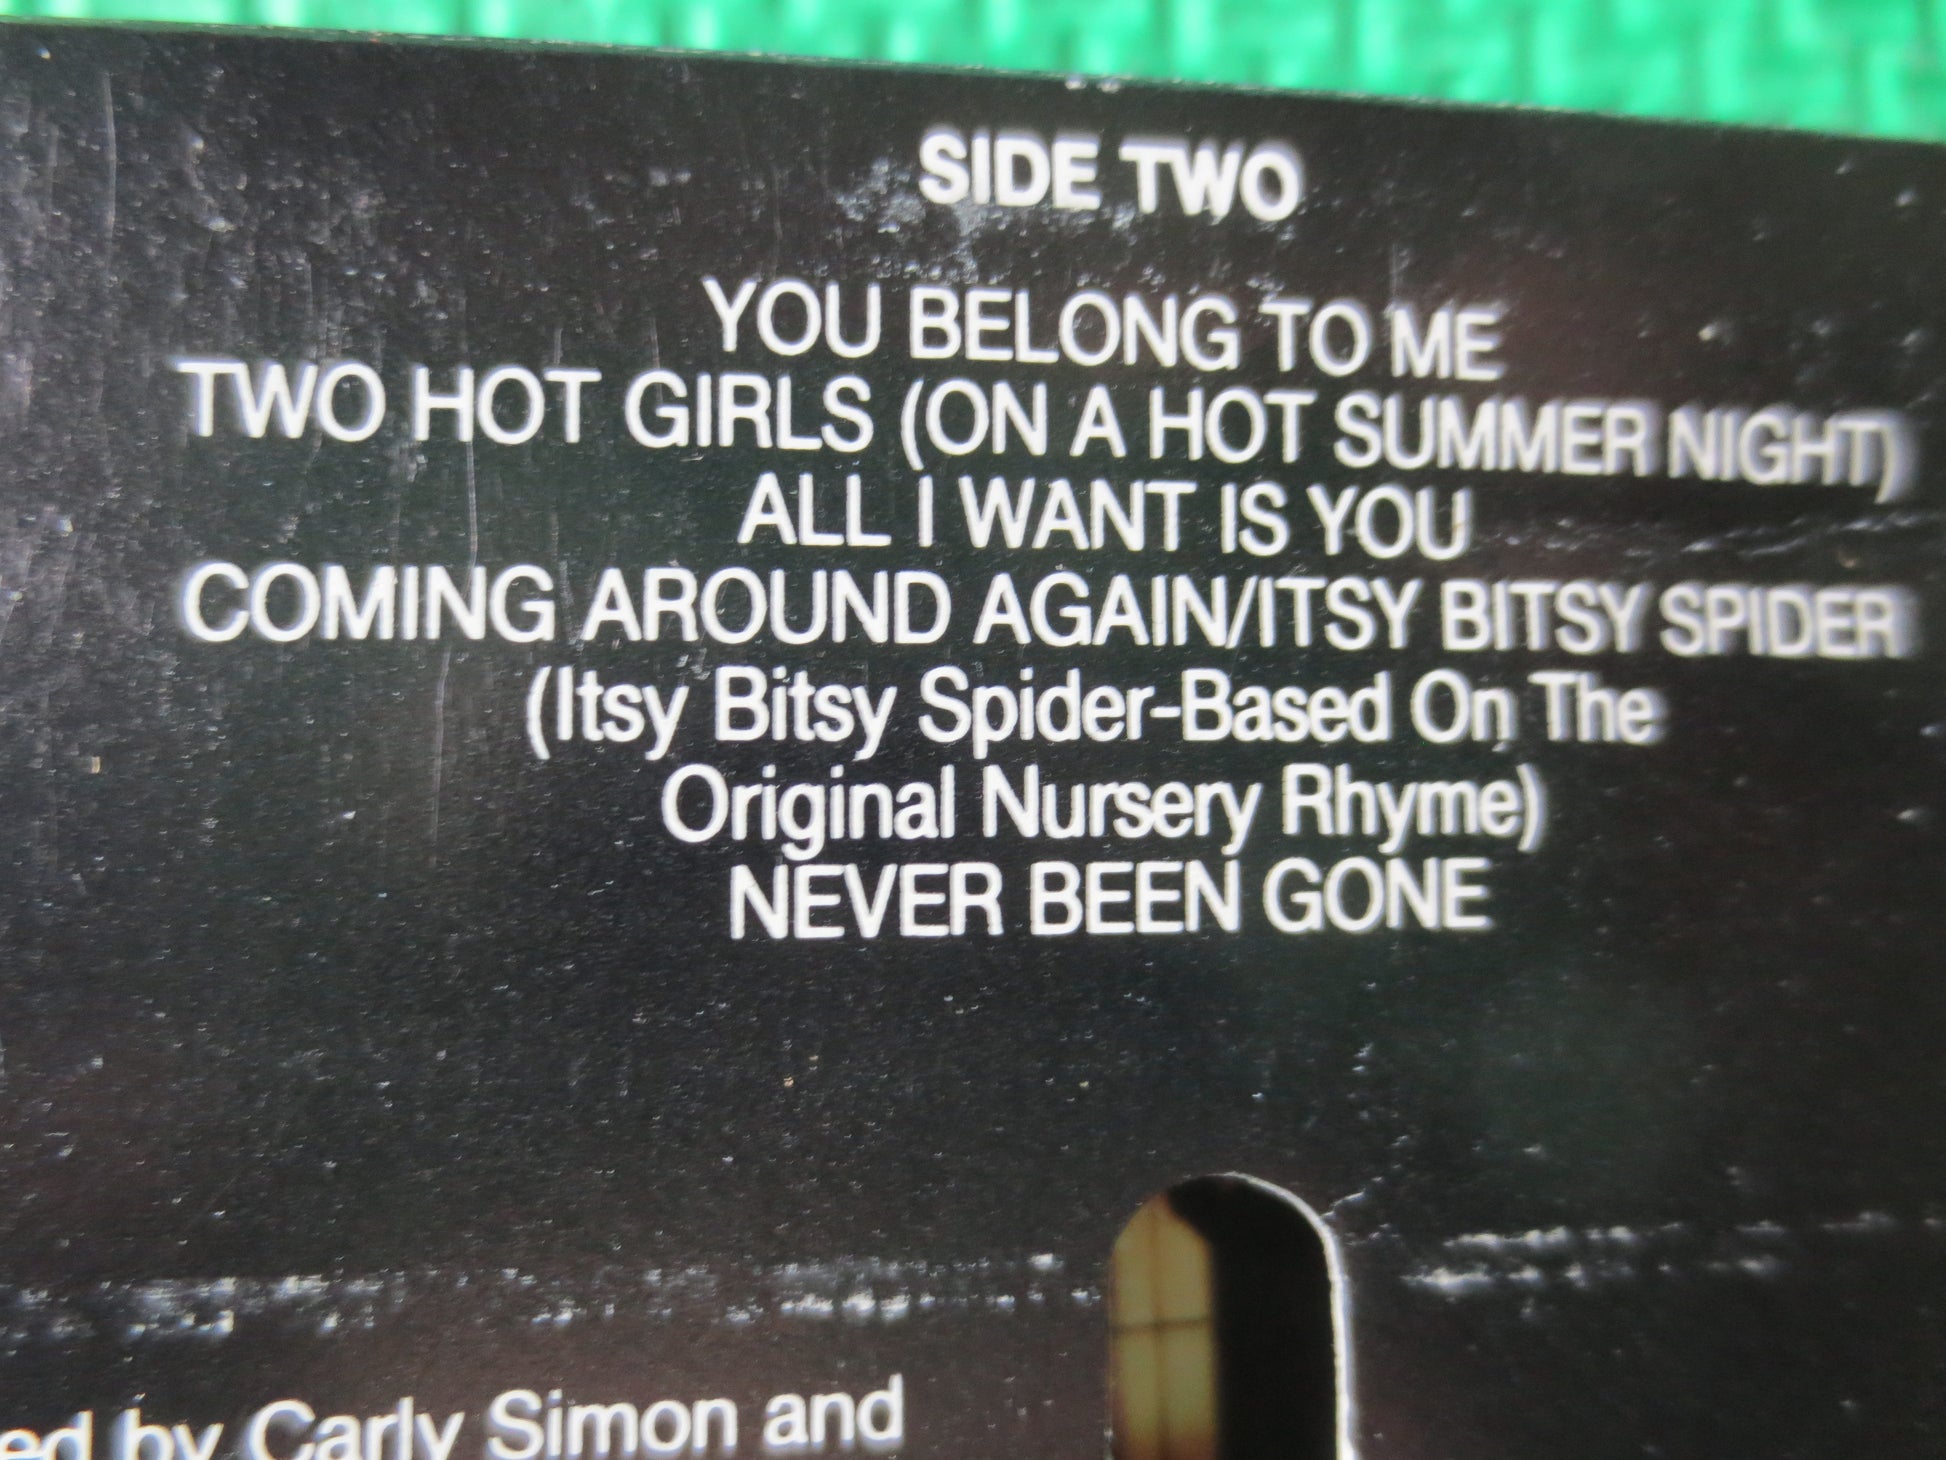 SIDE TWO
YOU BELONG TO ME
TWO HOT GIRLS (ON A HOT SUMMER NIGHT)
ALL I WANT IS YOU
COMING AROUND AGAIN/ITSY BITSY SPIDER
(Itsy Bitsy Spider-Based On The
Original Nursery Rhyme)
NEVER BEEN GONE
by Carly Simon and